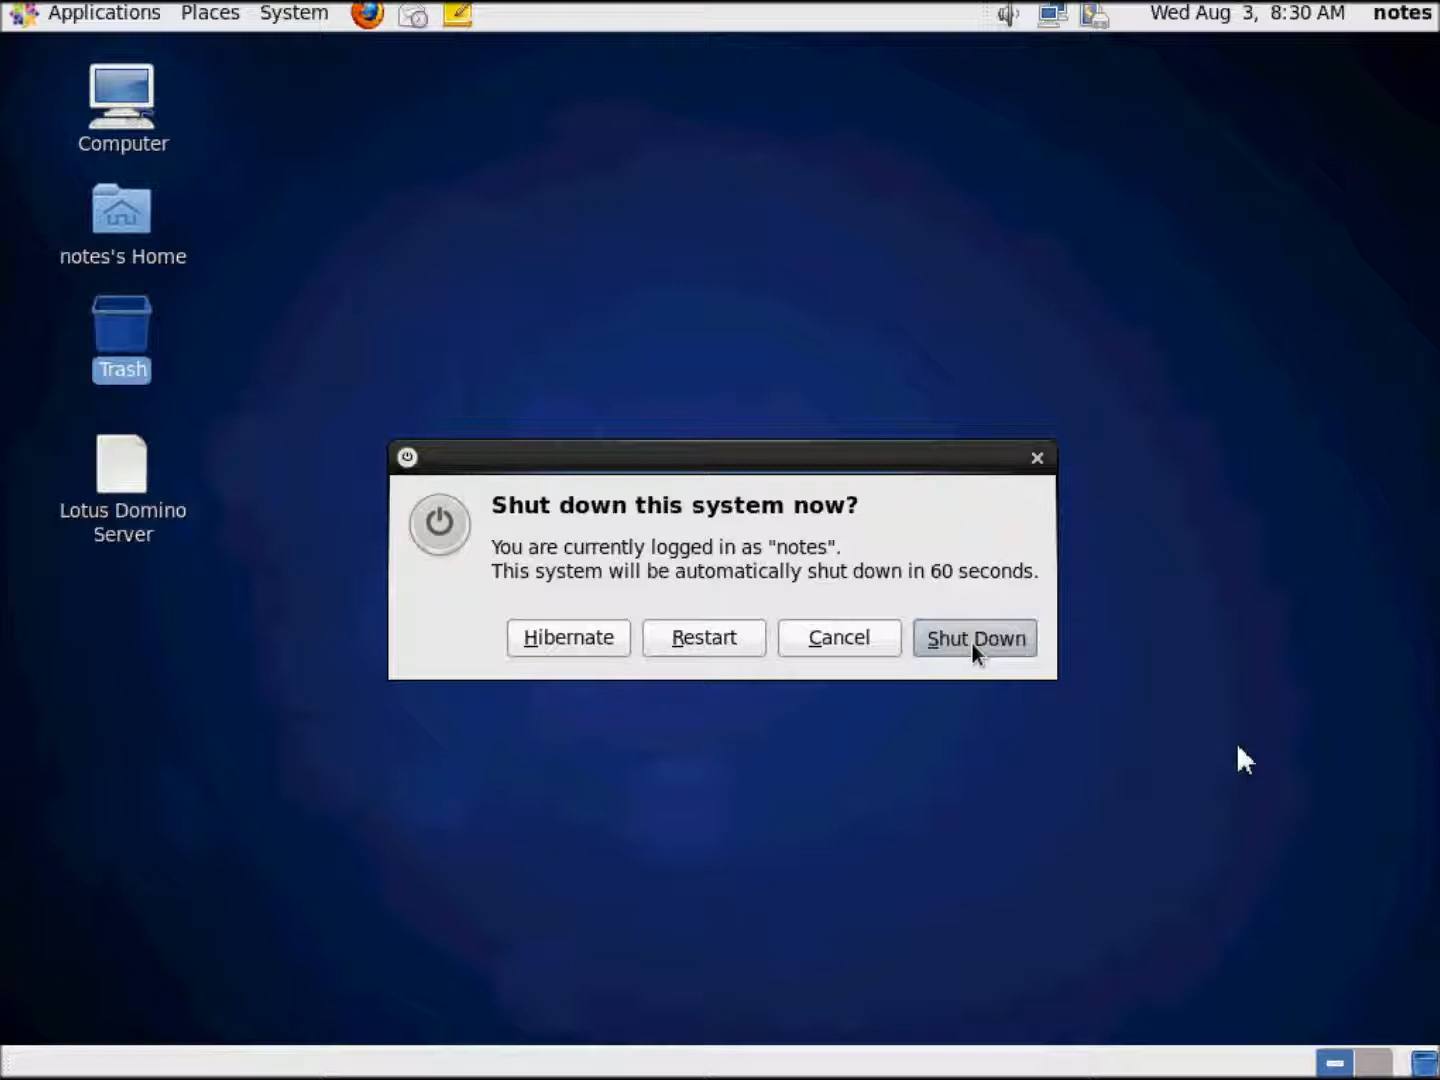 Applications Places System Wed Aug 3, 8:30 AM notes
Computer
notes's Home
Trash
Lotus Domino
Server
Shut down this system now?
You are currently logged in as "notes".
This system will be automatically shut down in 60 seconds.
Hibernate Restart Cancel Shut Down